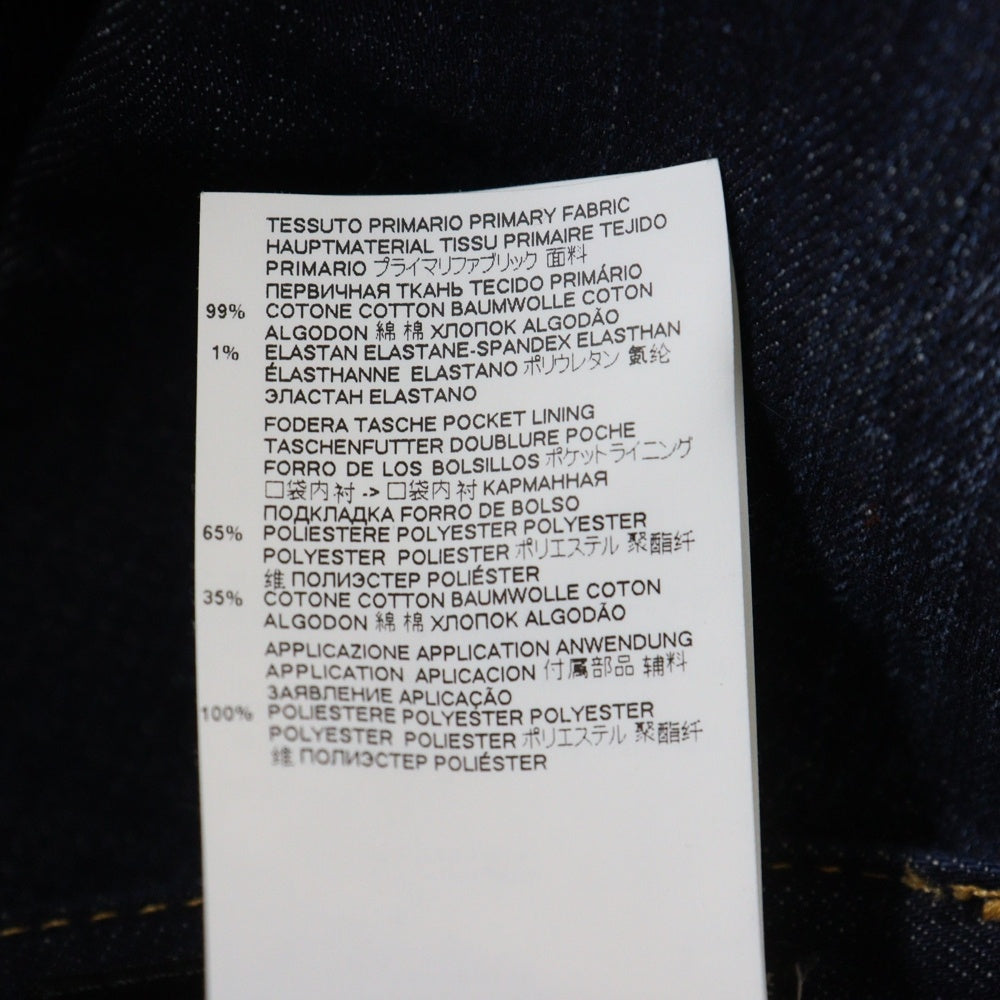 TESSUTO PRIMARIO PRIMARY FABRIC
HAUPTMATERIAL TISSU PRIMAIRE TEJIDO
PRIMARIO プライマリファブリック 面料
ПЕРВИЧНАЯ ТКАНЬ TECIDO PRIMÁRIO
99% COTONE COTTON BAUMWOLLE COTON
ALGODON 綿 棉 ХЛОПОК ALGODÃO
1% ELASTAN ELASTANE-SPANDEX ELASTHAN
ÉLASTHANNE ELASTANO ポリウレタン 氨纶
ЭЛАСТАН ELASTANO
FODERA TASCHE POCKET LINING
TASCHENFUTTER DOUBLURE POCHE
FORRO DE LOS BOLSILLOS ポケットライニング
口袋内衬 -> 口袋内衬 КАРМАННАЯ
ПОДКЛАДКА FORRO DE BOLSO
65% POLIESTERE POLYESTER POLYESTER
POLYESTER POLIESTER ポリエステル 聚酯纤
维 ПОЛИЭСТЕР POLIÉSTER
35% COTONE COTTON BAUMWOLLE COTON
ALGODON 綿 棉 ХЛОПОК ALGODÃO
APPLICAZIONE APPLICATION ANWENDUNG
APPLICATION APLICACION 付属部品 辅料
ЗАЯВЛЕНИЕ APLICAÇÃO
100% POLIESTERE POLYESTER POLYESTER
POLYESTER POLIESTER ポリエステル 聚酯纤
维 ПОЛИЭСТЕР POLIÉSTER